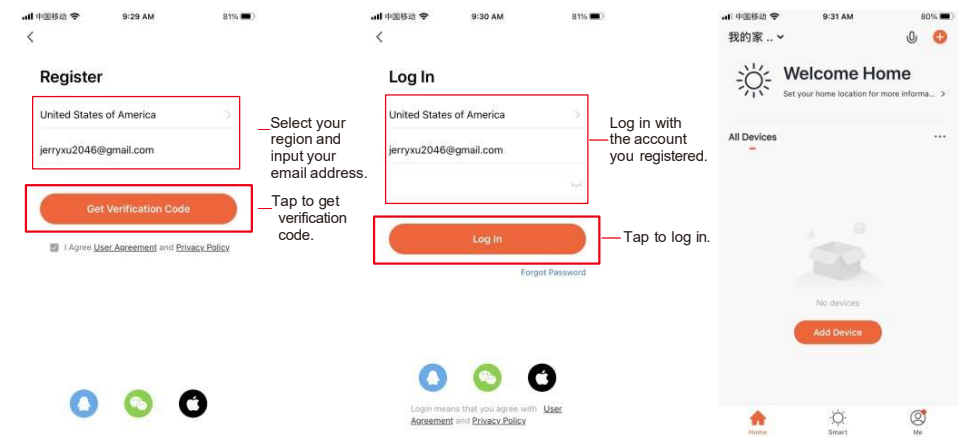 中国移动 9:29 AM 81%
Register
United States of America
jerryxu2046@gmail.com
Get Verification Code
I Agree User Agreement and Privacy Policy
Select your
region and
input your
email address.
Tap to get
verification
code.
中国移动 9:30 AM 81%
Log In
United States of America
jerryxu2046@gmail.com
Log In
Forgot Password
Login means that you agree with User
Agreement and Privacy Policy
Log in with
the account
you registered.
Tap to log in.
中国移动 9:31 AM 80%
我的家 ..
Welcome Home
Set your home location for more informa...
All Devices
No devices
Add Device
Home Smart Me